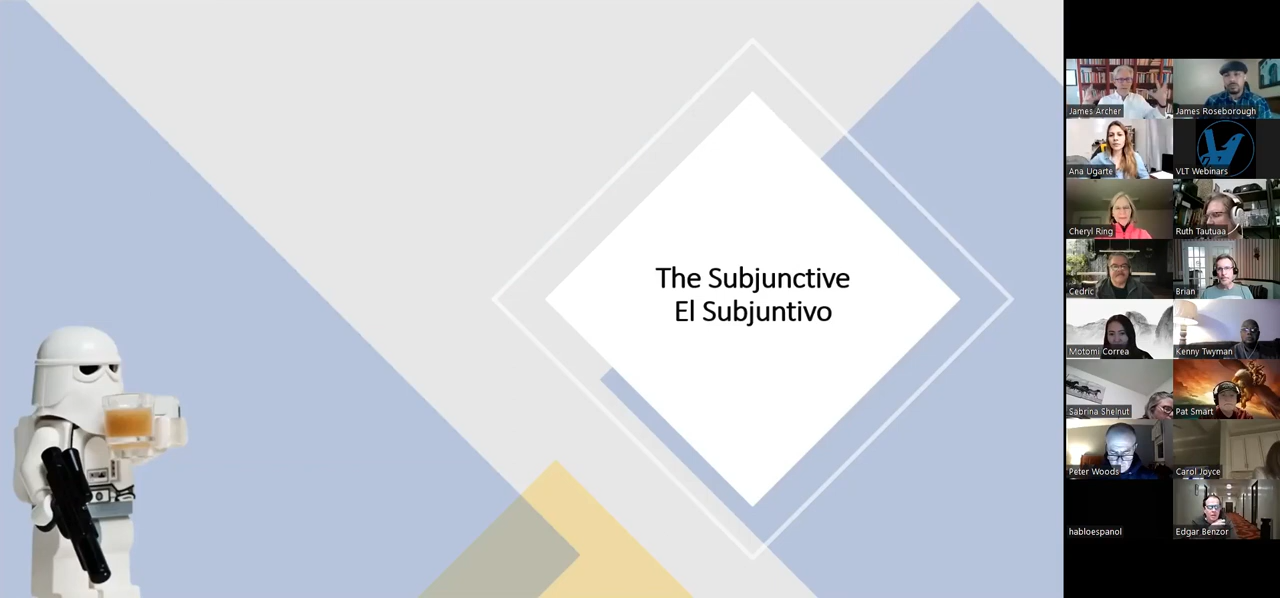 The Subjunctive
El Subjuntivo
James Archer
James Roseborough
Ana Ugarte
VLT Webinars
Cheryl Ring
Ruth Tautuaa
Cedric
Brian
Motomi Correa
Kenny Twyman
Sabrina Shelnut
Pat Smart
Peter Woods
Carol Joyce
habloespanol
Edgar Benzor